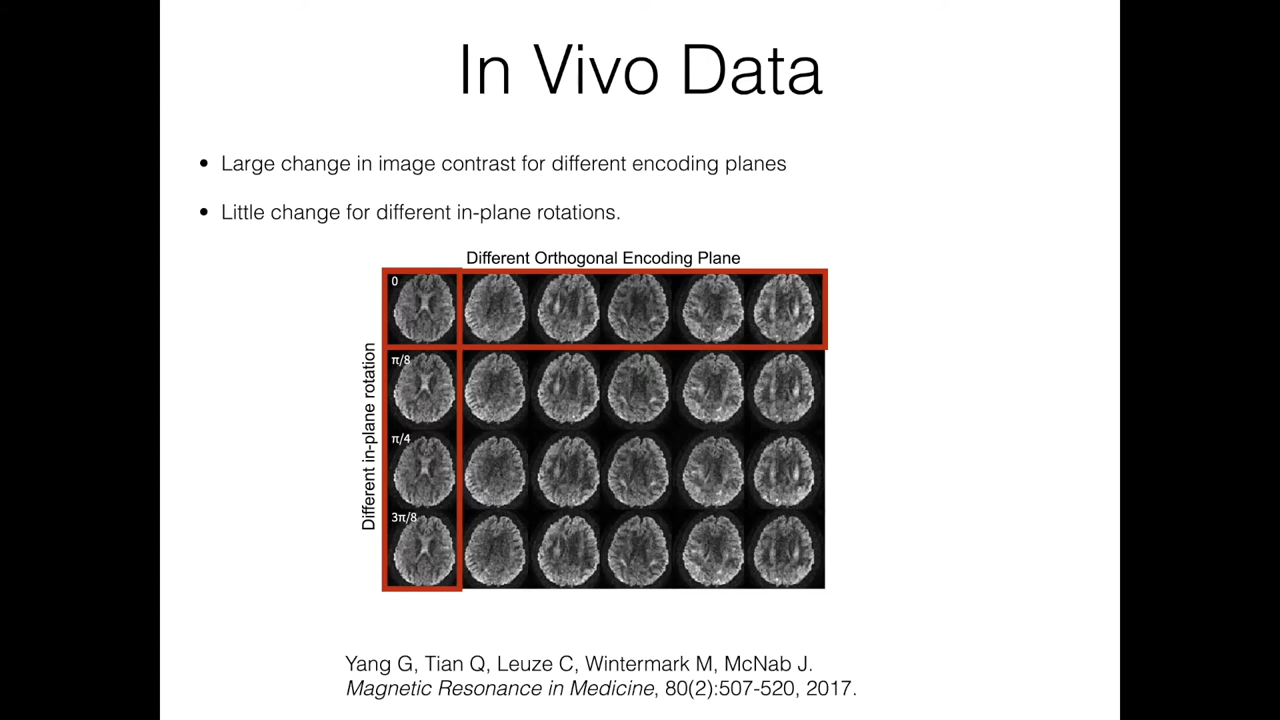 In Vivo Data
• Large change in image contrast for different encoding planes
• Little change for different in-plane rotations.
Different Orthogonal Encoding Plane
Different in-plane rotation
0
π/8
π/4
3π/8
Yang G, Tian Q, Leuze C, Wintermark M, McNab J.
Magnetic Resonance in Medicine, 80(2):507-520, 2017.